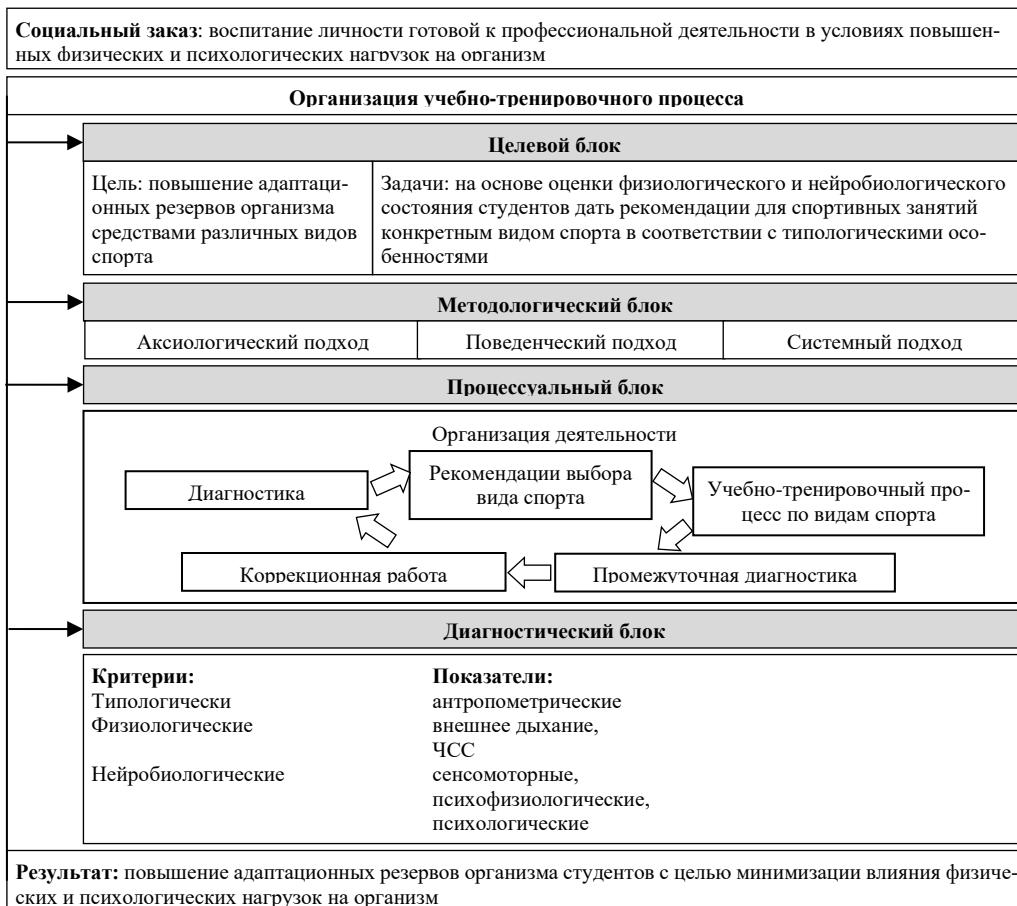 Социальный заказ: воспитание личности готовой к профессиональной деятельности в условиях повышен-
ных физических и психологических нагрузок на организм
Организация учебно-тренировочного процесса
Целевой блок
Цель: повышение адаптаци-
онных резервов организма
средствами различных видов
спорта
Задачи: на основе оценки физиологического и нейробиологического
состояния студентов дать рекомендации для спортивных занятий
конкретным видом спорта в соответствии с типологическими осо-
бенностями
Методологический блок
Аксиологический подход
Поведенческий подход
Системный подход
Процессуальный блок
Организация деятельности
Диагностика
Рекомендации выбора
вида спорта
Учебно-тренировочный про-
цесс по видам спорта
Коррекционная работа
Промежуточная диагностика
Диагностический блок
Критерии:
Показатели:
Типологически
антропометрические
Физиологические
внешнее дыхание,
ЧСС
Нейробиологические
сенсомоторные,
психофизиологические,
психологические
Результат: повышение адаптационных резервов организма студентов с целью минимизации влияния физиче-
ских и психологических нагрузок на организм